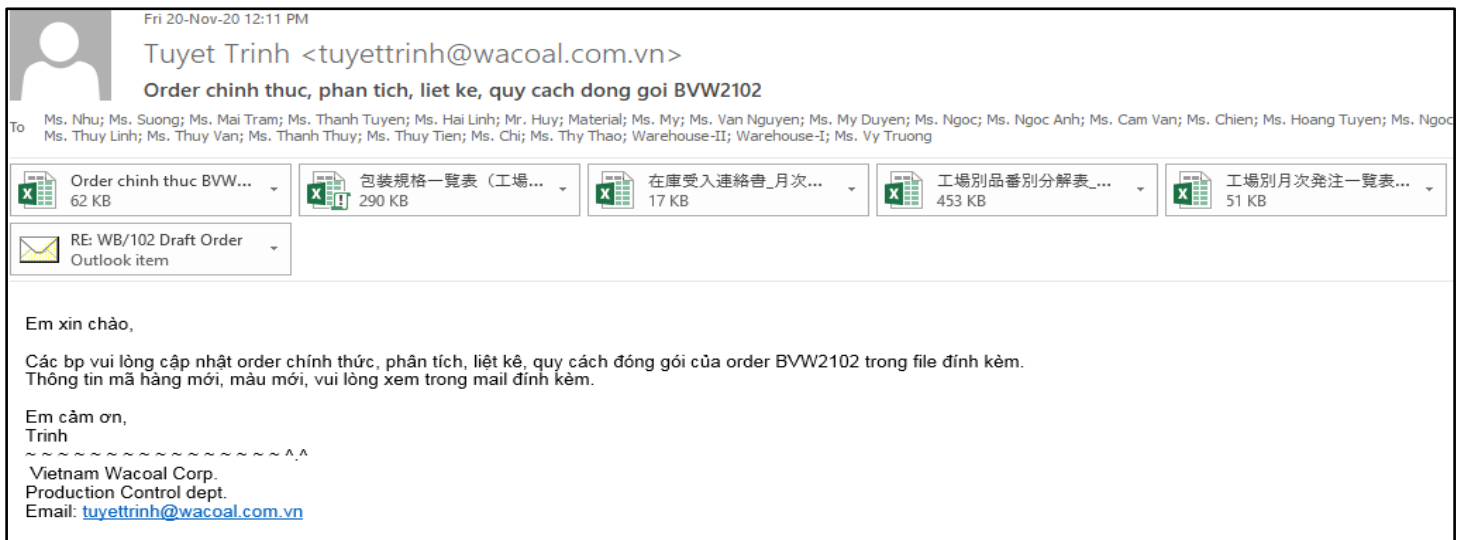 Fri 20-Nov-20 12:11 PM
Tuyet Trinh <tuyettrinh@wacoal.com.vn>
Order chinh thuc, phan tich, liet ke, quy cach dong goi BVW2102
To Ms. Nhu; Ms. Suong; Ms. Mai Tram; Ms. Thanh Tuyen; Ms. Hai Linh; Mr. Huy; Material; Ms. My; Ms. Van Nguyen; Ms. My Duyen; Ms. Ngoc; Ms. Ngoc Anh; Ms. Cam Van; Ms. Chien; Ms. Hoang Tuyen; Ms. Ngoc
Ms. Thuy Linh; Ms. Thuy Van; Ms. Thanh Thuy; Ms. Thuy Tien; Ms. Chi; Ms. Thy Thao; Warehouse-II; Warehouse-I; Ms. Vy Truong
Order chinh thuc BVW...
62 KB
包装規格一覧表（工場...
290 KB
在庫受入連絡書_月次...
17 KB
工場別品番別分解表_...
453 KB
工場別月次発注一覧表...
51 KB
RE: WB/102 Draft Order
Outlook item
Em xin chào,
Các bp vui lòng cập nhật order chính thức, phân tích, liệt kê, quy cách đóng gói của order BVW2102 trong file đính kèm.
Thông tin mã hàng mới, màu mới, vui lòng xem trong mail đính kèm.
Em cảm ơn,
Trinh
~ ~ ~ ~ ~ ~ ~ ~ ~ ~ ~ ~ ~ ~ ~ ~ ^.^
Vietnam Wacoal Corp.
Production Control dept.
Email: tuyettrinh@wacoal.com.vn